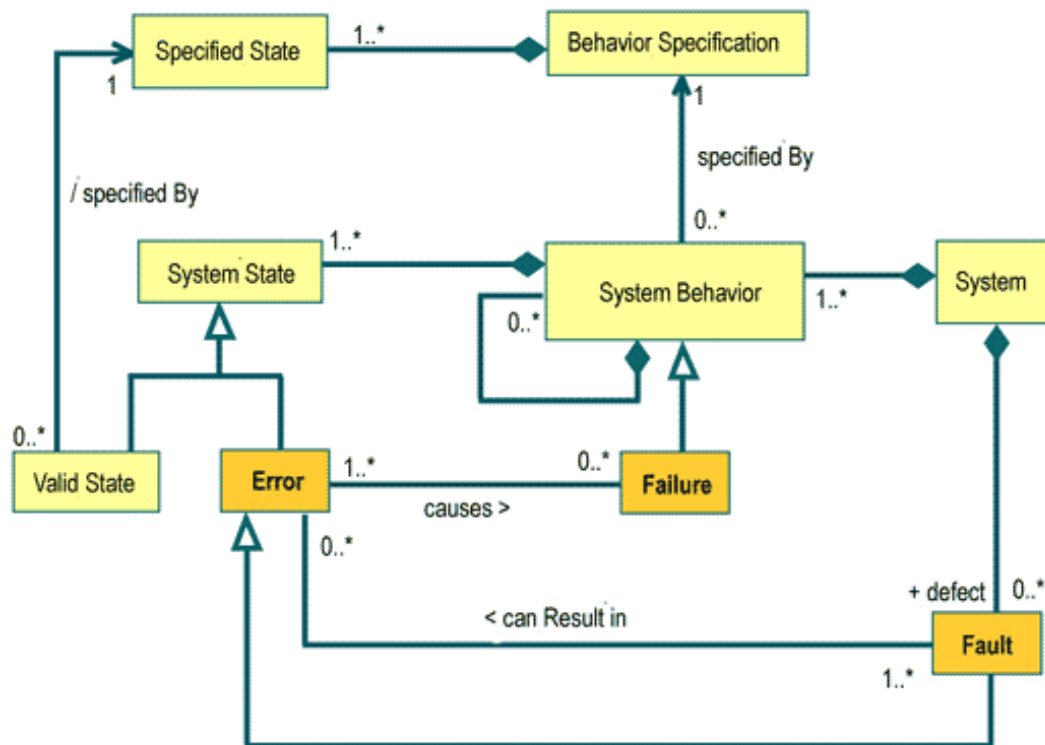 Specified State
1..*
Behavior Specification
1
1
specified By
/ specified By
0..*
System State
1..*
System Behavior
0..*
1..*
System
0..*
Valid State
Error
1..*
causes >
0..*
Failure
0..*
< can Result in
+ defect
0..*
Fault
1..*